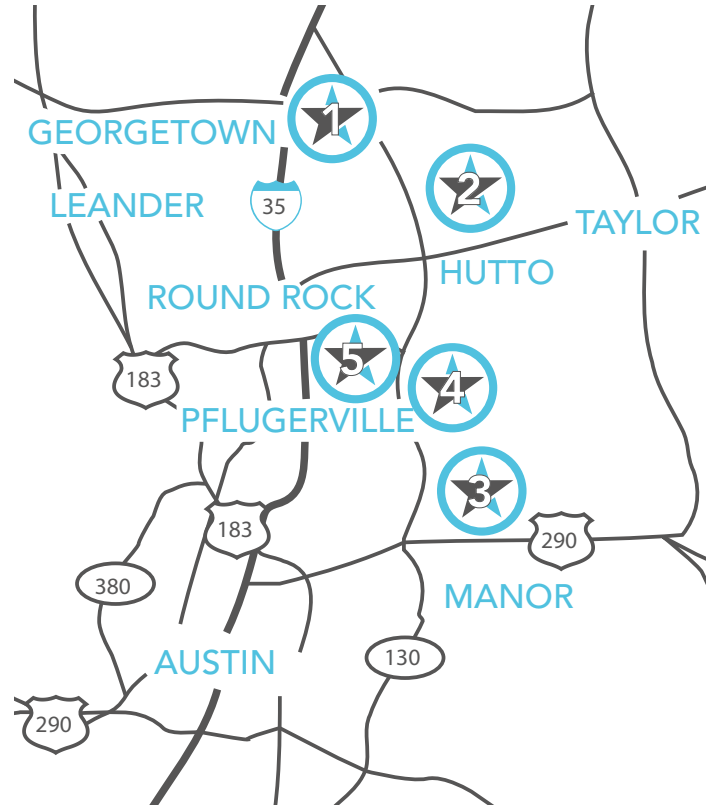 1
GEORGETOWN
2
LEANDER
35
TAYLOR
HUTTO
ROUND ROCK
5
183
4
PFLUGERVILLE
3
183
290
380
MANOR
130
AUSTIN
290